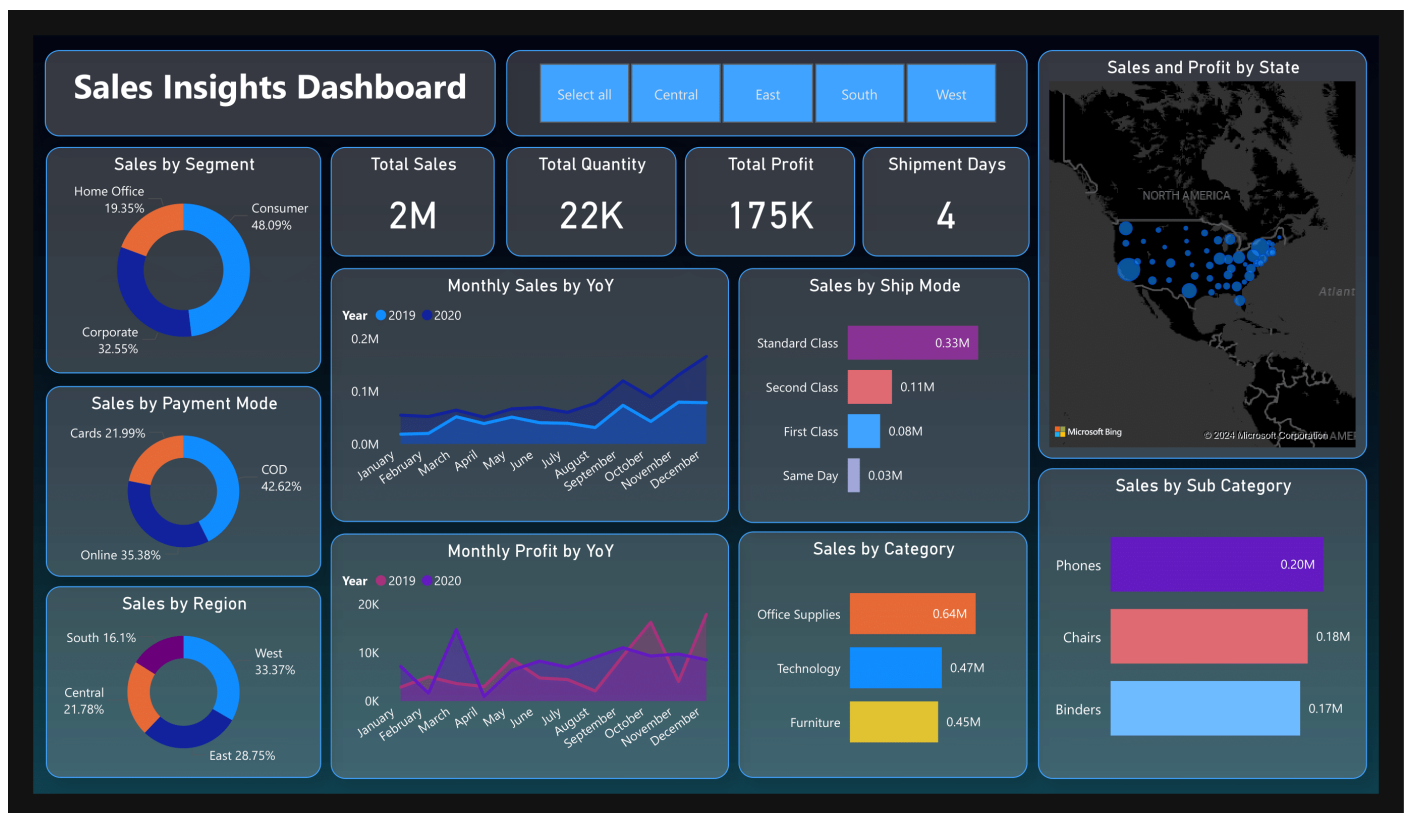 Sales Insights Dashboard
Select all
Central
East
South
West
Sales and Profit by State
NORTH AMERICA
Atlant
Microsoft Bing
© 2024 Microsoft Corporation
AMEI
Sales by Segment
Home Office
19.35%
Consumer
48.09%
Corporate
32.55%
Total Sales
2M
Total Quantity
22K
Total Profit
175K
Shipment Days
4
Monthly Sales by YoY
Year 2019 2020
0.2M
0.1M
0.0M
January
February
March
April
May
June
July
August
September
October
November
December
Sales by Ship Mode
Standard Class 0.33M
Second Class 0.11M
First Class 0.08M
Same Day 0.03M
Sales by Payment Mode
Cards 21.99%
COD
42.62%
Online 35.38%
Sales by Region
South 16.1%
West
33.37%
Central
21.78%
East 28.75%
Monthly Profit by YoY
Year 2019 2020
20K
10K
0K
January
February
March
April
May
June
July
August
September
October
November
December
Sales by Category
Office Supplies 0.64M
Technology 0.47M
Furniture 0.45M
Sales by Sub Category
Phones 0.20M
Chairs 0.18M
Binders 0.17M